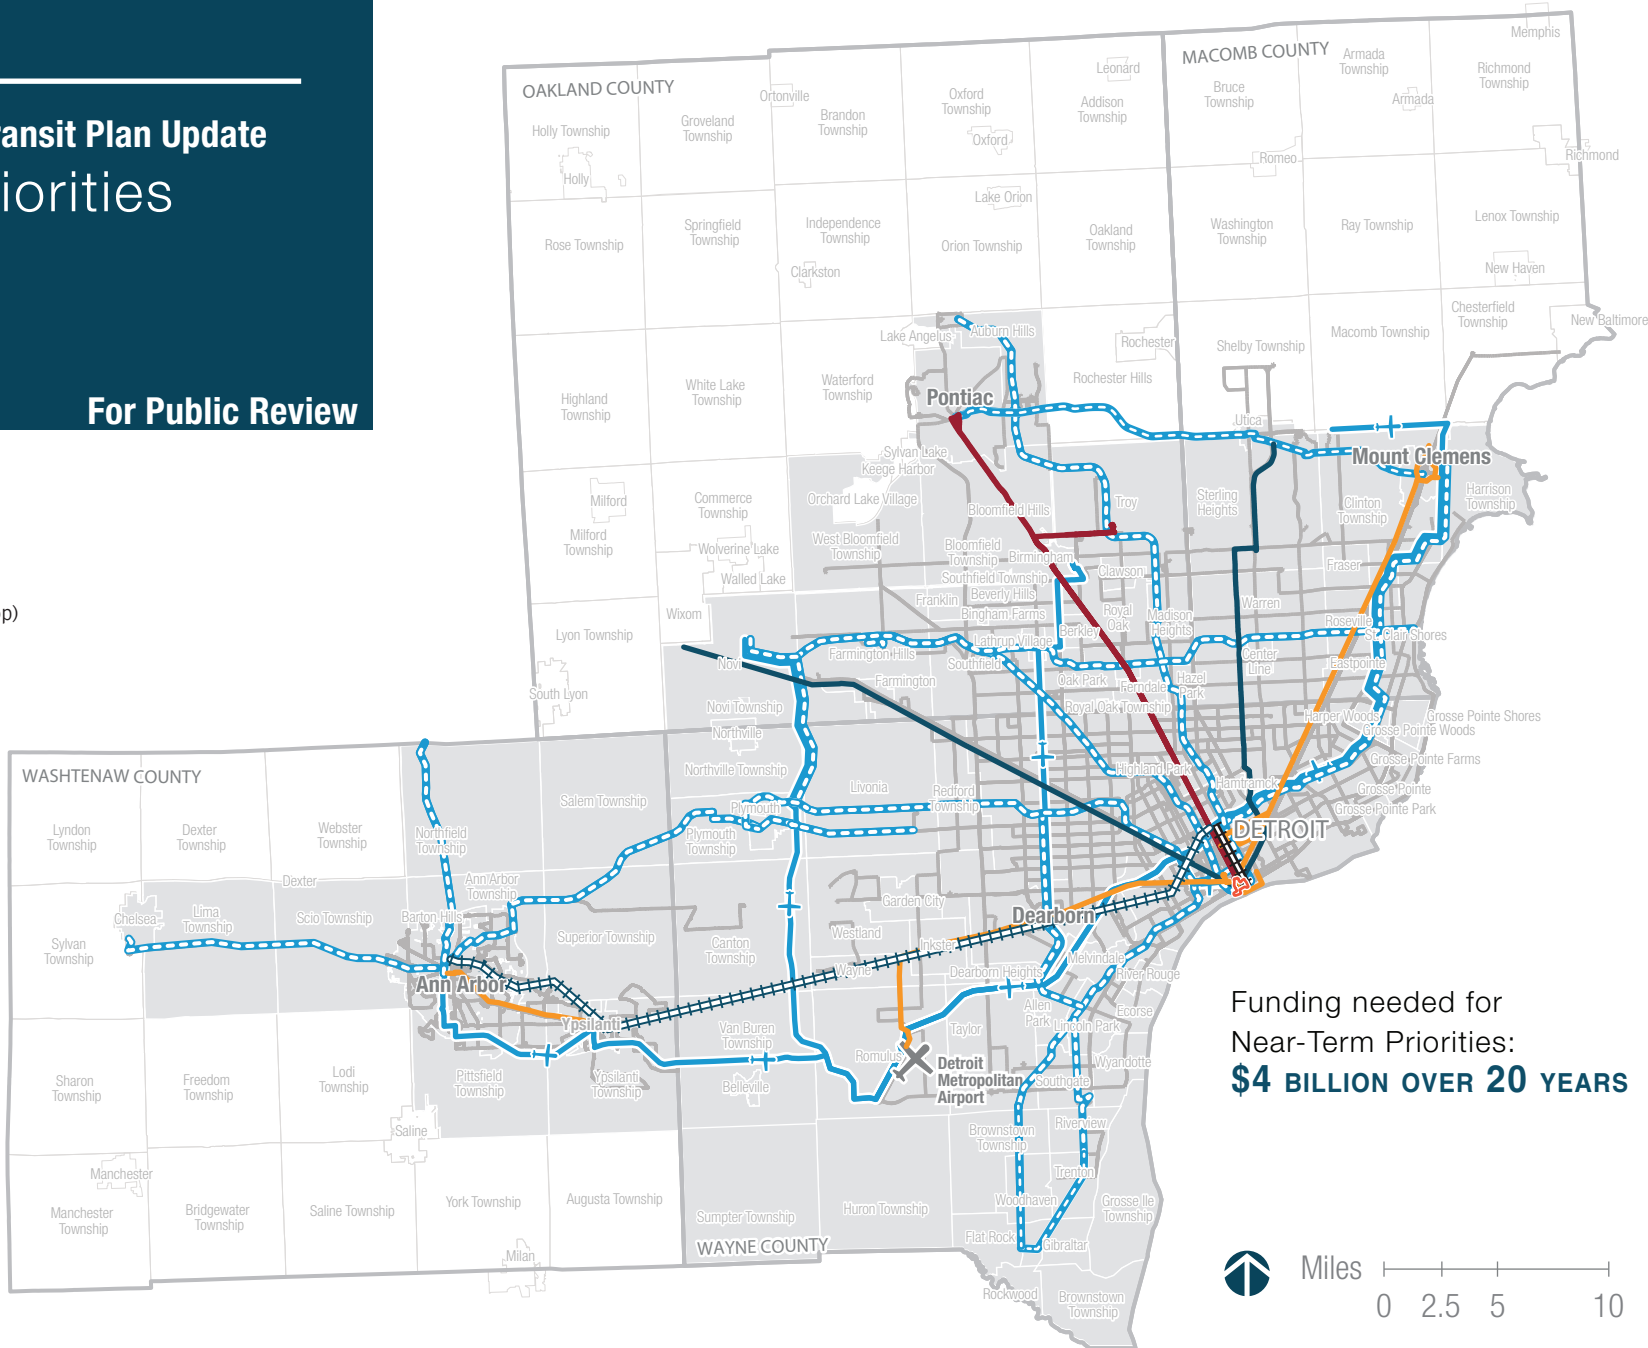 ransit Plan Update
iorities
For Public Review
p)
OAKLAND COUNTY
MACOMB COUNTY
Memphis
Leonard
Armada
Township
Richmond
Township
Ortonville
Bruce
Township
Oxford
Township
Addison
Township
Armada
Brandon
Township
Groveland
Township
Holly Township
Oxford
Romeo
Richmond
Holly
Lake Orion
Springfield
Township
Independence
Township
Oakland
Township
Washington
Township
Ray Township
Lenox Township
Rose Township
Orion Township
Clarkston
New Haven
Chesterfield
Township
New Baltimore
Lake Angelus
Auburn Hills
Rochester
Shelby Township
Macomb Township
Highland
Township
White Lake
Township
Waterford
Township
Rochester Hills
Pontiac
Utica
Sylvan Lake
Keego Harbor
Mount Clemens
Milford
Commerce
Township
Orchard Lake Village
Bloomfield Hills
Troy
Sterling
Heights
Clinton
Township
Harrison
Township
Milford
Township
Wolverine Lake
West Bloomfield
Township
Bloomfield
Township
Birmingham
Walled Lake
Southfield Township
Clawson
Fraser
Franklin
Beverly Hills
Bingham Farms
Wixom
Royal
Oak
Madison
Heights
Warren
Roseville
Lyon Township
Berkley
St. Clair Shores
Lathrup Village
Novi
Farmington Hills
Southfield
Center
Line
Eastpointe
South Lyon
Farmington
Oak Park
Ferndale
Hazel
Park
Novi Township
Royal Oak Township
Harper Woods
Grosse Pointe Shores
Grosse Pointe Woods
Northville
Northville Township
Highland Park
Hamtramck
Grosse Pointe Farms
Grosse Pointe
Grosse Pointe Park
WASHTENAW COUNTY
Salem Township
Livonia
Redford
Township
Plymouth
DETROIT
Lyndon
Township
Dexter
Township
Webster
Township
Northfield
Township
Plymouth
Township
Dexter
Ann Arbor
Township
Chelsea
Lima
Township
Scio Township
Barton Hills
Garden City
Dearborn
Sylvan
Township
Superior Township
Canton
Township
Westland
Inkster
Wayne
Dearborn Heights
Melvindale
River Rouge
Ann Arbor
Ypsilanti
Allen
Park
Lincoln Park
Ecorse
Van Buren
Township
Taylor
Romulus
Detroit
Metropolitan
Airport
Wyandotte
Southgate
Sharon
Township
Freedom
Township
Lodi
Township
Pittsfield
Township
Ypsilanti
Township
Belleville
Saline
Brownstown
Township
Riverview
Manchester
Trenton
Manchester
Township
Bridgewater
Township
Saline Township
York Township
Augusta Township
Sumpter Township
Huron Township
Woodhaven
Grosse Ile
Township
Flat Rock
Gibraltar
WAYNE COUNTY
Milan
Rockwood
Brownstown
Township
Funding needed for
Near-Term Priorities:
$4 BILLION OVER 20 YEARS
Miles
0 2.5 5 10